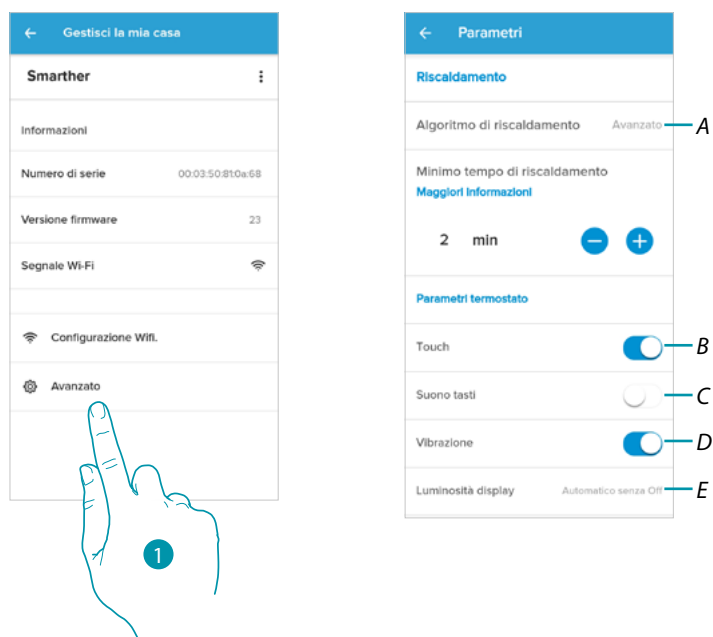 Gestisci la mia casa
Smarther
Informazioni
Numero di serie 00:03:50:81:0a:68
Versione firmware 23
Segnale Wi-Fi
Configurazione Wifi.
Avanzato
1
Parametri
Riscaldamento
Algoritmo di riscaldamento Avanzato A
Minimo tempo di riscaldamento
Maggiori Informazioni
2 min
Parametri termostato
Touch B
Suono tasti C
Vibrazione D
Luminosità display Automatico senza Off E